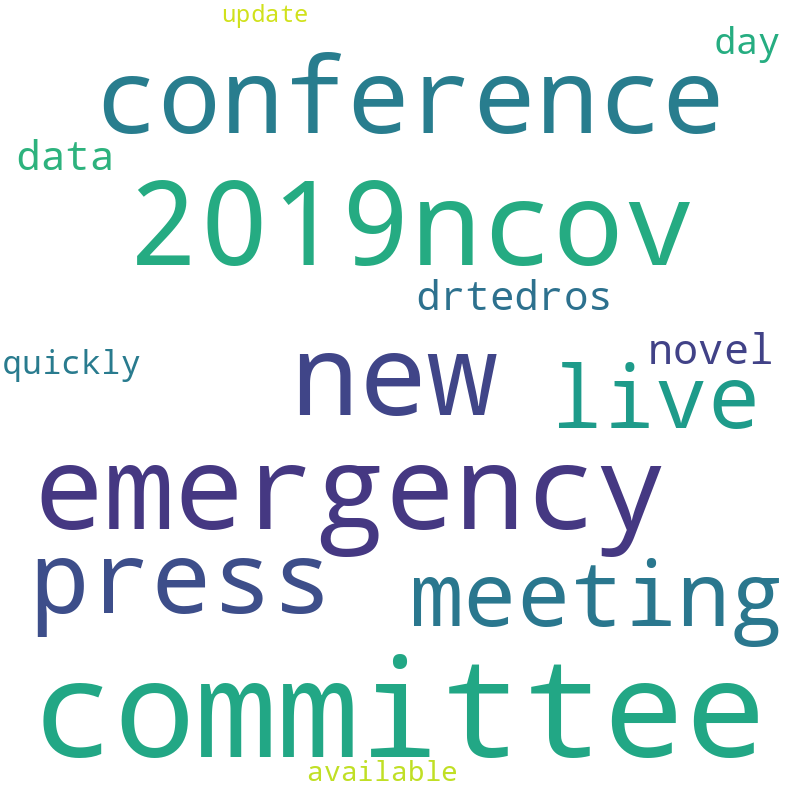 update
day
conference
data
2019ncov
drtedros
novel
quickly
new
live
emergency
press
meeting
committee
available